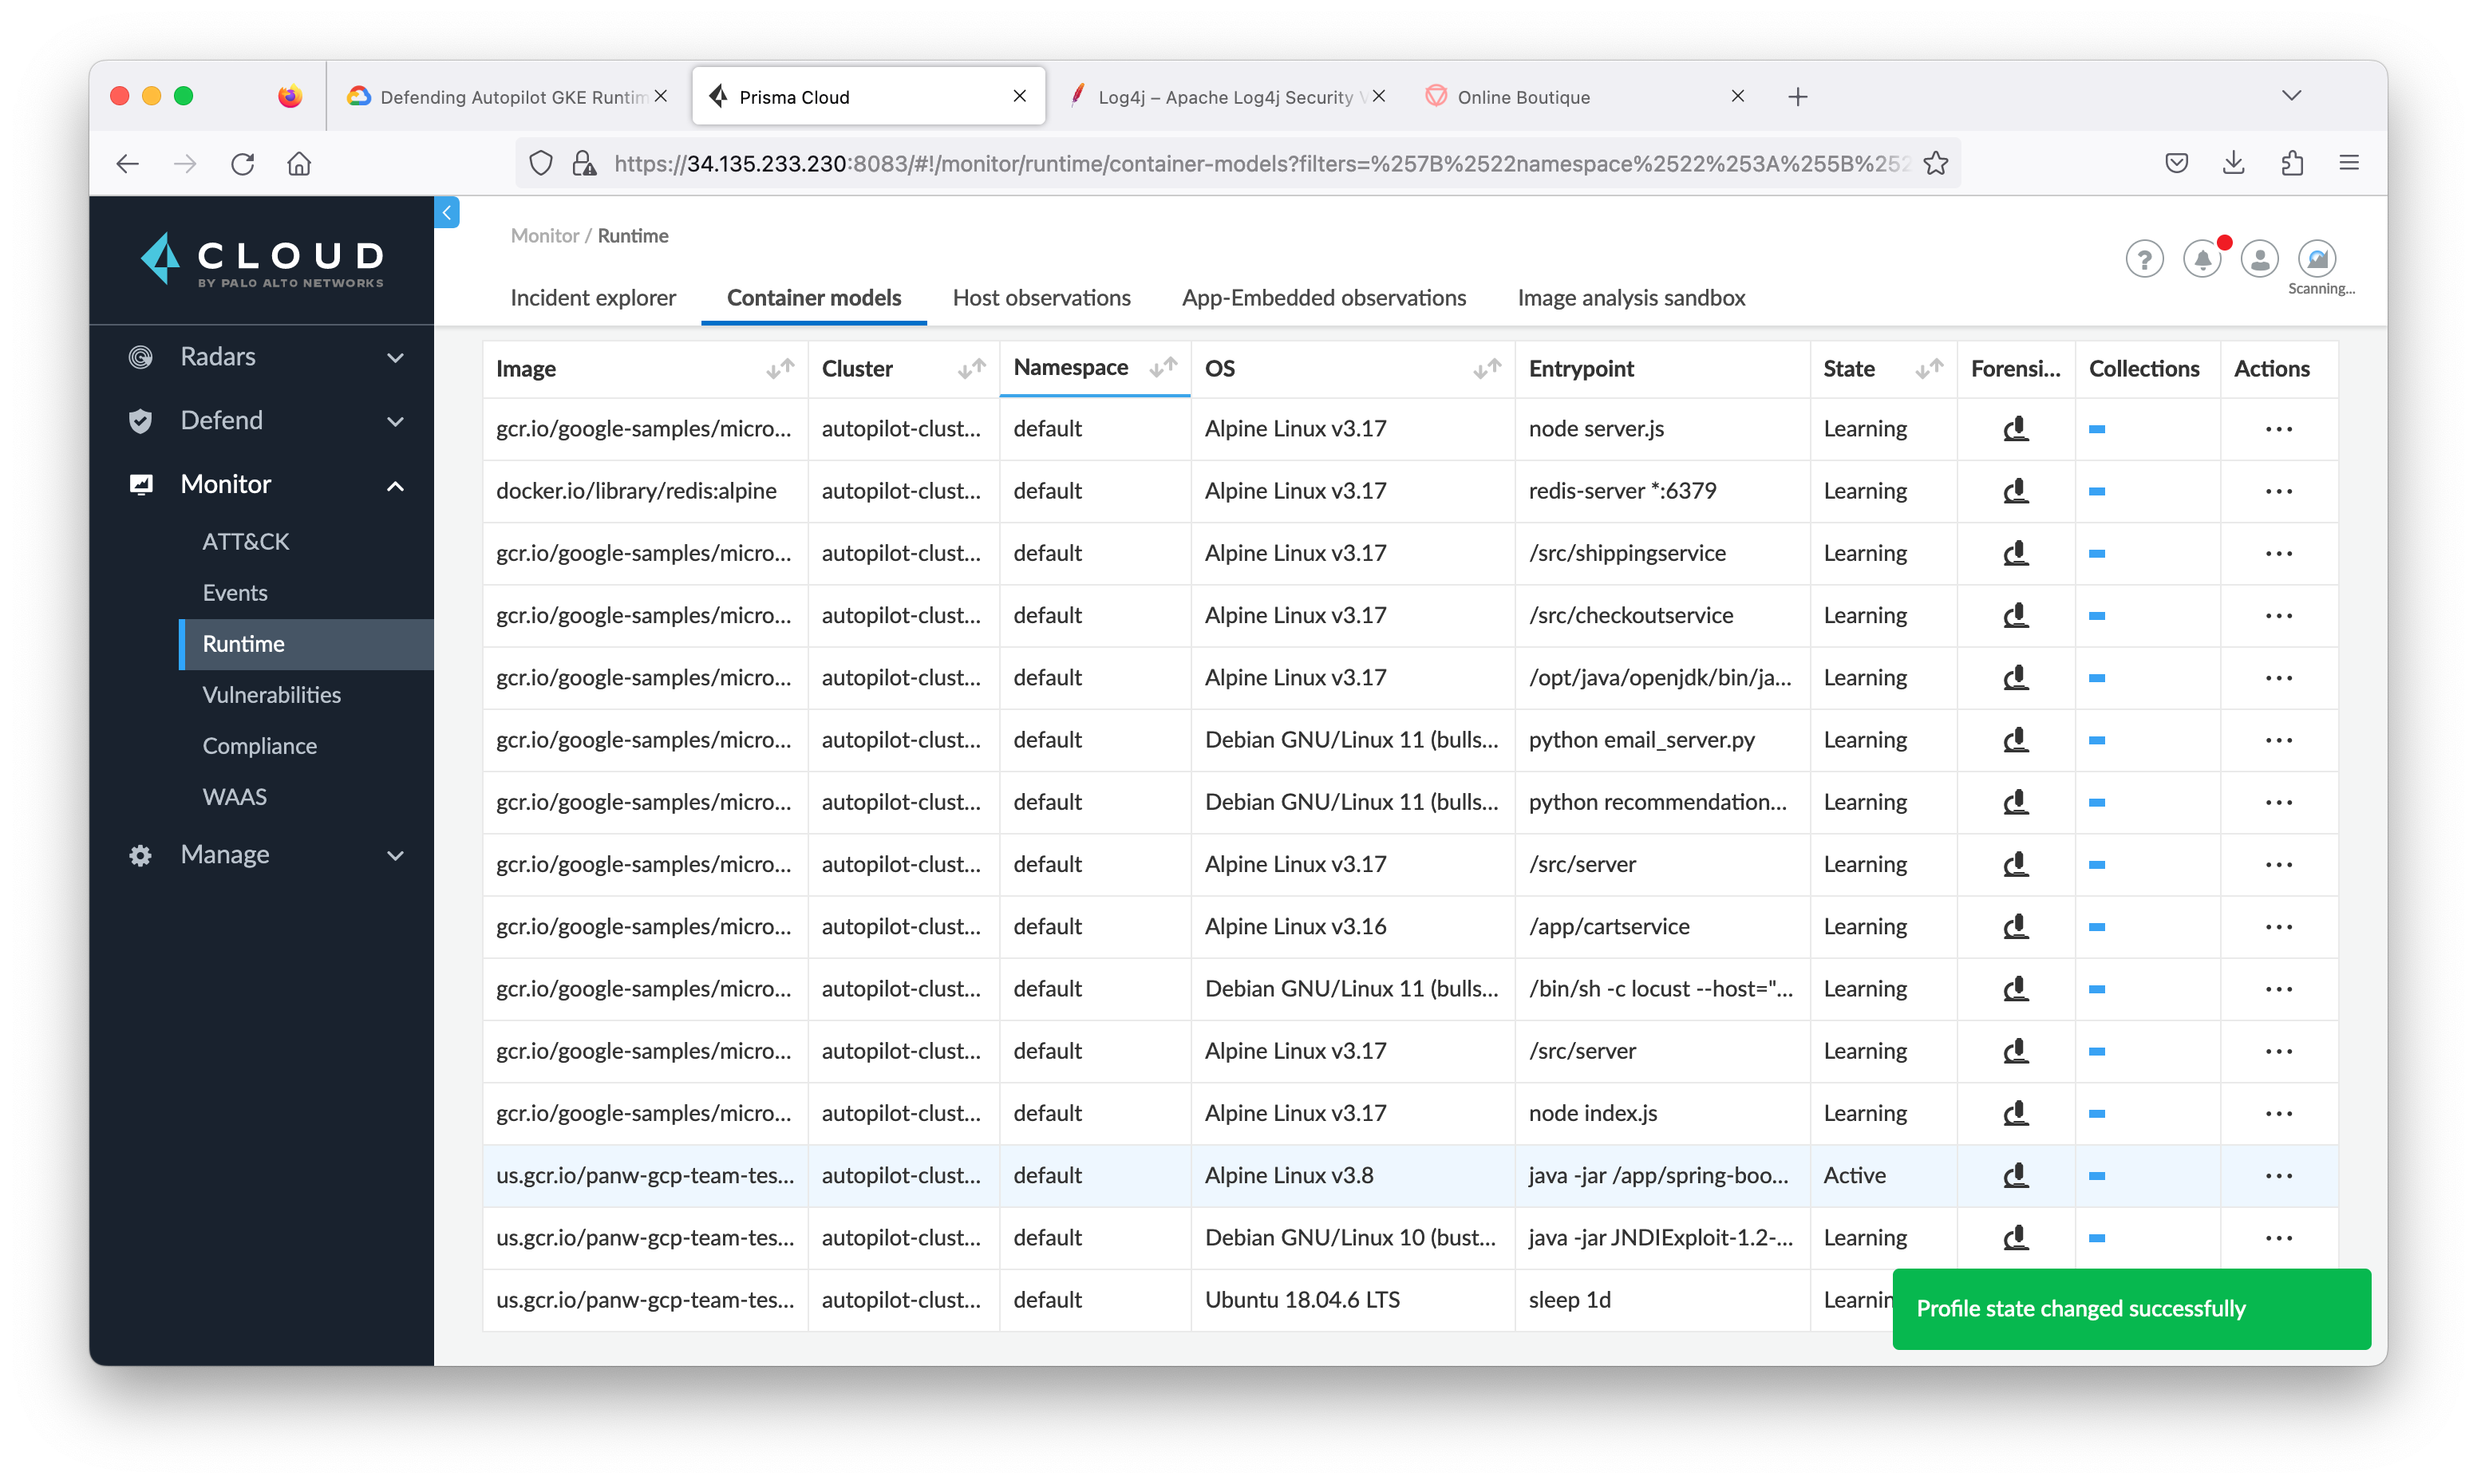 Defending Autopilot GKE Runtim
Prisma Cloud
Log4j – Apache Log4j Security V
Online Boutique
https://34.135.233.230:8083/#!/monitor/runtime/container-models?filters=%257B%2522namespace%2522%253A%255B%252
CLOUD
BY PALO ALTO NETWORKS
Radars
Defend
Monitor
ATT&CK
Events
Runtime
Vulnerabilities
Compliance
WAAS
Manage
Monitor / Runtime
Incident explorer Container models Host observations App-Embedded observations Image analysis sandbox
?
Scanning...
Image Cluster Namespace OS Entrypoint State Forensi... Collections Actions
gcr.io/google-samples/micro... autopilot-clust... default Alpine Linux v3.17 node server.js Learning
docker.io/library/redis:alpine autopilot-clust... default Alpine Linux v3.17 redis-server *:6379 Learning
gcr.io/google-samples/micro... autopilot-clust... default Alpine Linux v3.17 /src/shippingservice Learning
gcr.io/google-samples/micro... autopilot-clust... default Alpine Linux v3.17 /src/checkoutservice Learning
gcr.io/google-samples/micro... autopilot-clust... default Alpine Linux v3.17 /opt/java/openjdk/bin/ja... Learning
gcr.io/google-samples/micro... autopilot-clust... default Debian GNU/Linux 11 (bulls... python email_server.py Learning
gcr.io/google-samples/micro... autopilot-clust... default Debian GNU/Linux 11 (bulls... python recommendation... Learning
gcr.io/google-samples/micro... autopilot-clust... default Alpine Linux v3.17 /src/server Learning
gcr.io/google-samples/micro... autopilot-clust... default Alpine Linux v3.16 /app/cartservice Learning
gcr.io/google-samples/micro... autopilot-clust... default Debian GNU/Linux 11 (bulls... /bin/sh -c locust --host="... Learning
gcr.io/google-samples/micro... autopilot-clust... default Alpine Linux v3.17 /src/server Learning
gcr.io/google-samples/micro... autopilot-clust... default Alpine Linux v3.17 node index.js Learning
us.gcr.io/panw-gcp-team-tes... autopilot-clust... default Alpine Linux v3.8 java -jar /app/spring-boo... Active
us.gcr.io/panw-gcp-team-tes... autopilot-clust... default Debian GNU/Linux 10 (bust... java -jar JNDIExploit-1.2-... Learning
us.gcr.io/panw-gcp-team-tes... autopilot-clust... default Ubuntu 18.04.6 LTS sleep 1d Learnin
Profile state changed successfully